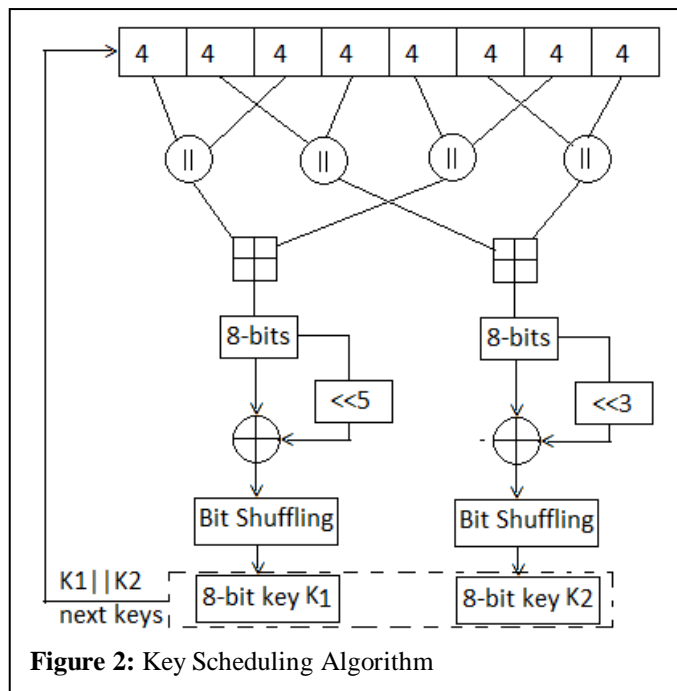 4 4 4 4 4 4 4 4
|| || || ||
8-bits 8-bits
<<5 <<3
Bit Shuffling Bit Shuffling
K1||K2
8-bit key K1 8-bit key K2
next keys
Figure 2: Key Scheduling Algorithm